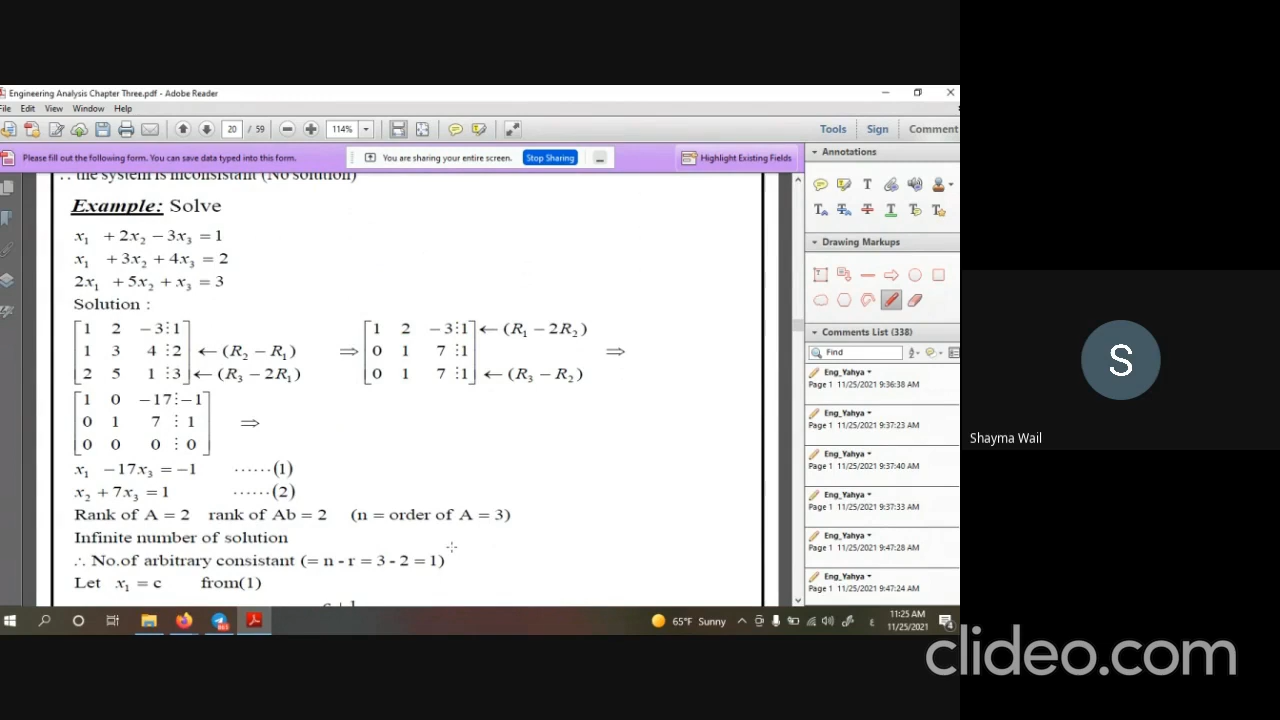 Engineering Analysis Chapter Three.pdf - Adobe Reader
File Edit View Window Help
20 / 59 114% Tools Sign Comment
Please fill out the following form. You can save data typed into this form.
You are sharing your entire screen. Stop Sharing
Highlight Existing Fields
∴ the system is inconsistant (No solution)
Example: Solve
x₁ + 2x₂ − 3x₃ = 1
x₁ + 3x₂ + 4x₃ = 2
2x₁ + 5x₂ + x₃ = 3
Solution :
[1 2 −3 ⋮ 1] [1 2 −3 ⋮ 1] ← (R₁ − 2R₂)
[1 3 4 ⋮ 2] ← (R₂ − R₁) ⇒ [0 1 7 ⋮ 1] ⇒
[2 5 1 ⋮ 3] ← (R₃ − 2R₁) [0 1 7 ⋮ 1] ← (R₃ − R₂)
[1 0 −17 ⋮ −1]
[0 1 7 ⋮ 1] ⇒
[0 0 0 ⋮ 0]
x₁ − 17x₃ = −1 ······(1)
x₂ + 7x₃ = 1 ······(2)
Rank of A = 2 rank of Ab = 2 (n = order of A = 3)
Infinite number of solution
∴ No.of arbitrary consistant (= n - r = 3 - 2 = 1)
Let x₁ = c from(1)
Annotations
Drawing Markups
Comments List (338)
Find
Eng_Yahya
Page 1 11/25/2021 9:36:38 AM
Eng_Yahya
Page 1 11/25/2021 9:37:23 AM
Eng_Yahya
Page 1 11/25/2021 9:37:40 AM
Eng_Yahya
Page 1 11/25/2021 9:37:33 AM
Eng_Yahya
Page 1 11/25/2021 9:47:28 AM
Eng_Yahya
Page 1 11/25/2021 9:47:24 AM
65°F Sunny
11:25 AM
11/25/2021
4
S
Shayma Wail
clideo.com